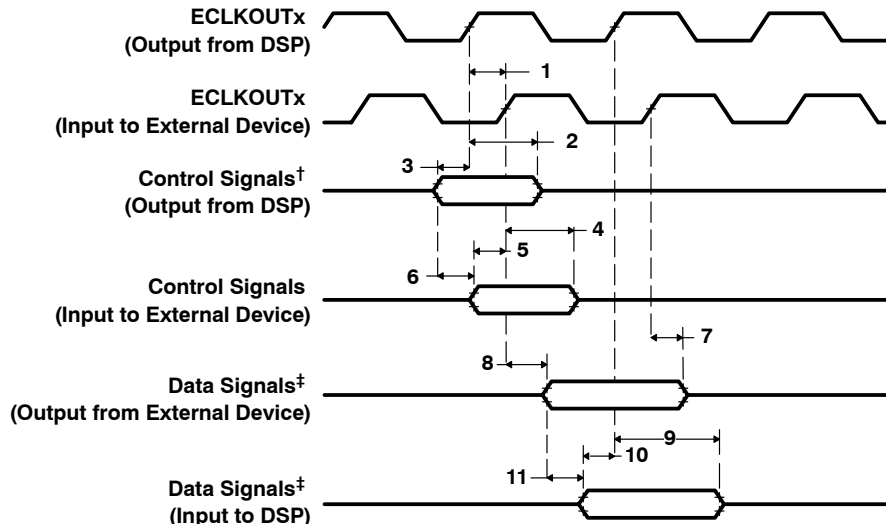 ECLKOUTx
(Output from DSP)
1
ECLKOUTx
(Input to External Device)
2
3
Control Signals†
(Output from DSP)
4
5
6
Control Signals
(Input to External Device)
7
8
Data Signals‡
(Output from External Device)
9
10
11
Data Signals‡
(Input to DSP)